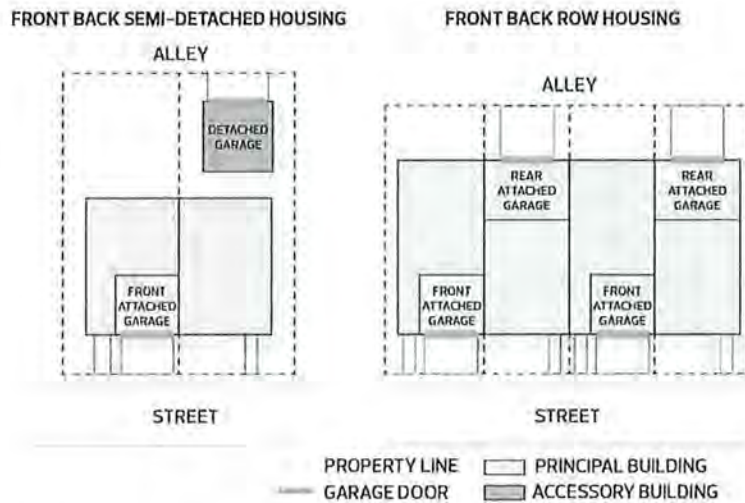 FRONT BACK SEMI-DETACHED HOUSING
ALLEY
DETACHED
GARAGE
FRONT
ATTACHED
GARAGE
STREET
FRONT BACK ROW HOUSING
ALLEY
REAR
ATTACHED
GARAGE
REAR
ATTACHED
GARAGE
FRONT
ATTACHED
GARAGE
FRONT
ATTACHED
GARAGE
STREET
PROPERTY LINE
PRINCIPAL BUILDING
GARAGE DOOR
ACCESSORY BUILDING